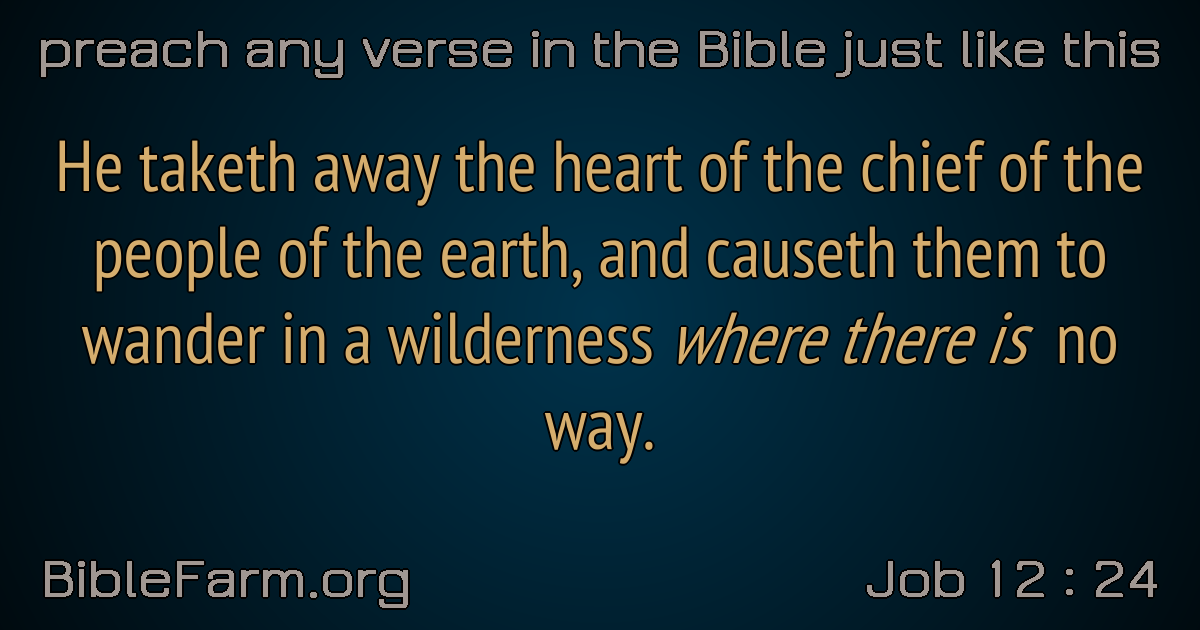 preach any verse in the Bible just like this
He taketh away the heart of the chief of the
people of the earth, and causeth them to
wander in a wilderness where there is no
way.
BibleFarm.org
Job 12 : 24